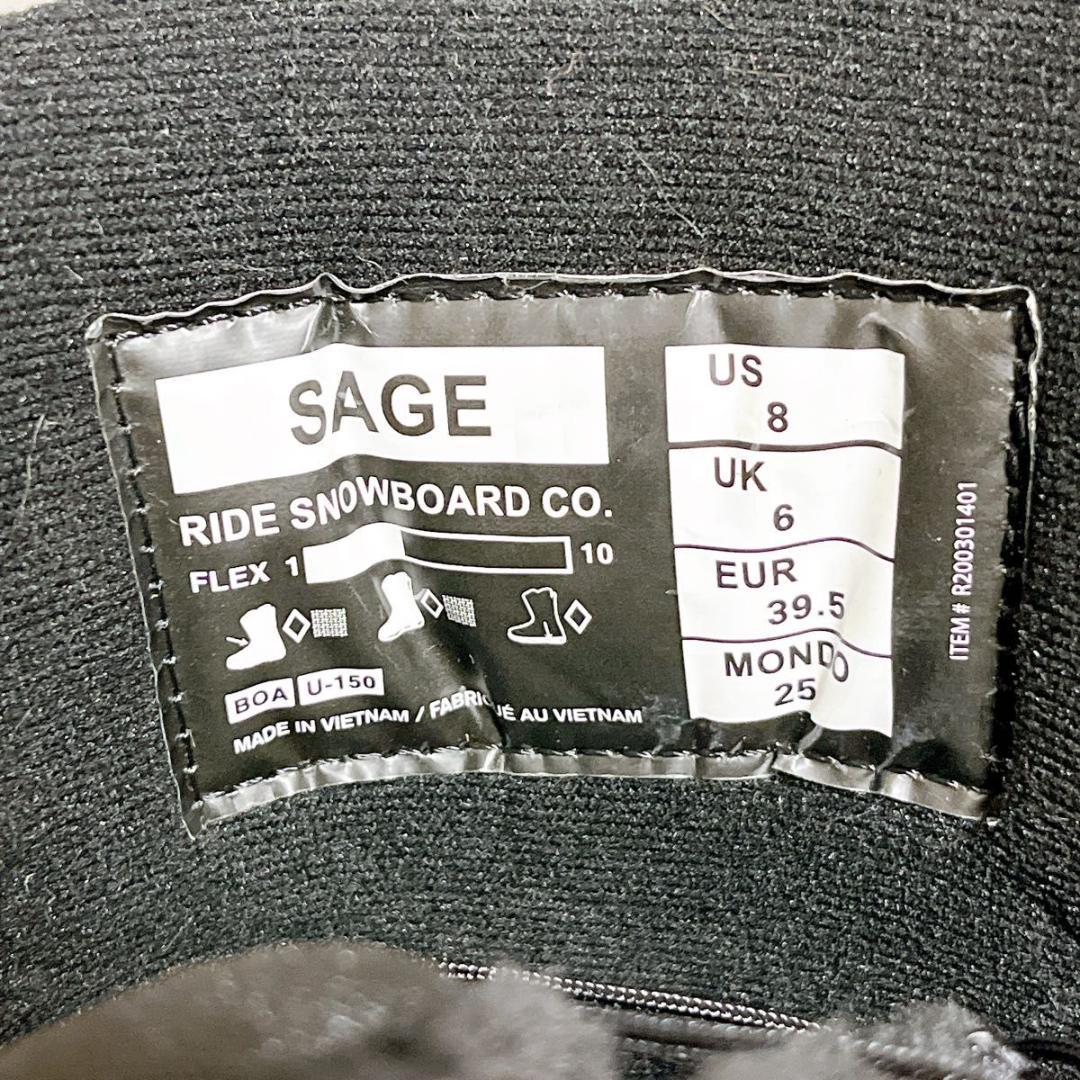 SAGE
RIDE SNOWBOARD CO.
FLEX 1 10
BOA U-150
MADE IN VIETNAM / FABRIQUÉ AU VIETNAM
US
8
UK
6
EUR
39.5
MONDO
25
ITEM# R200301401